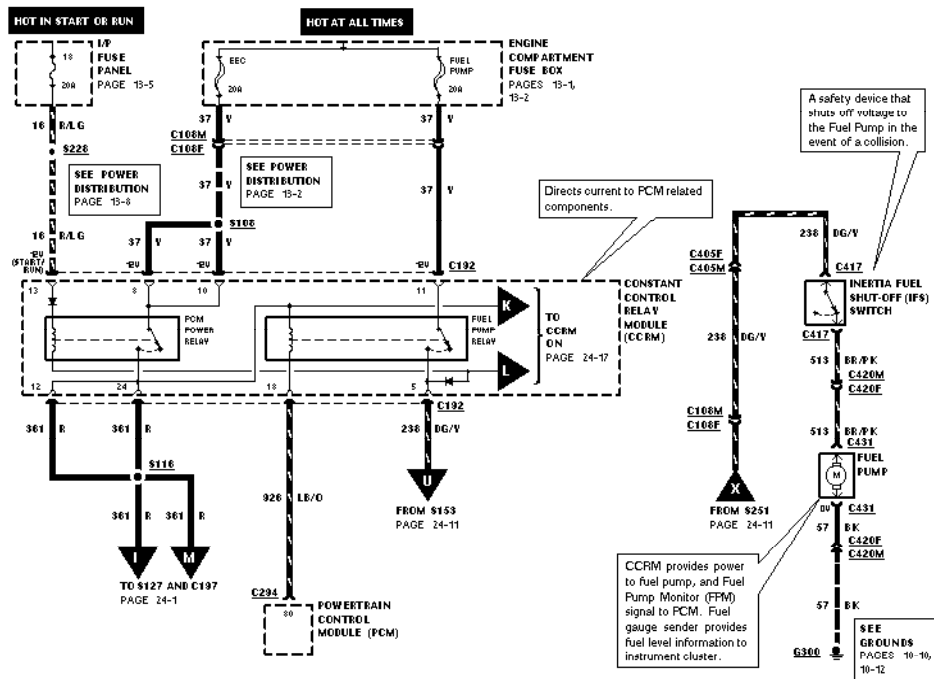 HOT IN START OR RUN
HOT AT ALL TIMES
I/P
FUSE
PANEL
PAGE 13-5
18
20A
EEC
20A
FUEL
PUMP
20A
ENGINE
COMPARTMENT
FUSE BOX
PAGES 13-1,
13-2
A safety device that
shuts off voltage to
the Fuel Pump in the
event of a collision.
16 R/LG
S228
37 Y
C108M
C108F
37 Y
SEE POWER
DISTRIBUTION
PAGE 13-8
37 Y
SEE POWER
DISTRIBUTION
PAGE 13-2
37 Y
S108
Directs current to PCM related
components.
16 R/LG
37 Y
37 Y
12V
(START/
RUN)
12V
12V
12V
C192
238 DG/Y
C405F
C405M
C417
INERTIA FUEL
SHUT-OFF (IFS)
SWITCH
C417
13
8
10
11
PCM
POWER
RELAY
FUEL
PUMP
RELAY
K
L
TO
CCRM
ON
PAGE 24-17
CONSTANT
CONTROL
RELAY
MODULE
(CCRM)
12
24
18
5
C192
238 DG/Y
513 BR/PK
C420M
C420F
361 R
361 R
238 DG/Y
U
FROM S153
PAGE 24-11
C108M
C108F
513 BR/PK
C431
FUEL
PUMP
M
S116
926 LB/O
X
FROM S251
PAGE 24-11
0V
C431
57 BK
C420F
C420M
361 R
361 R
I
M
TO S127 AND C197
PAGE 24-1
C294
80
POWERTRAIN
CONTROL
MODULE (PCM)
CCRM provides power
to fuel pump, and Fuel
Pump Monitor (FPM)
signal to PCM. Fuel
gauge sender provides
fuel level information to
instrument cluster.
57 BK
G300
SEE
GROUNDS
PAGES 10-10,
10-12